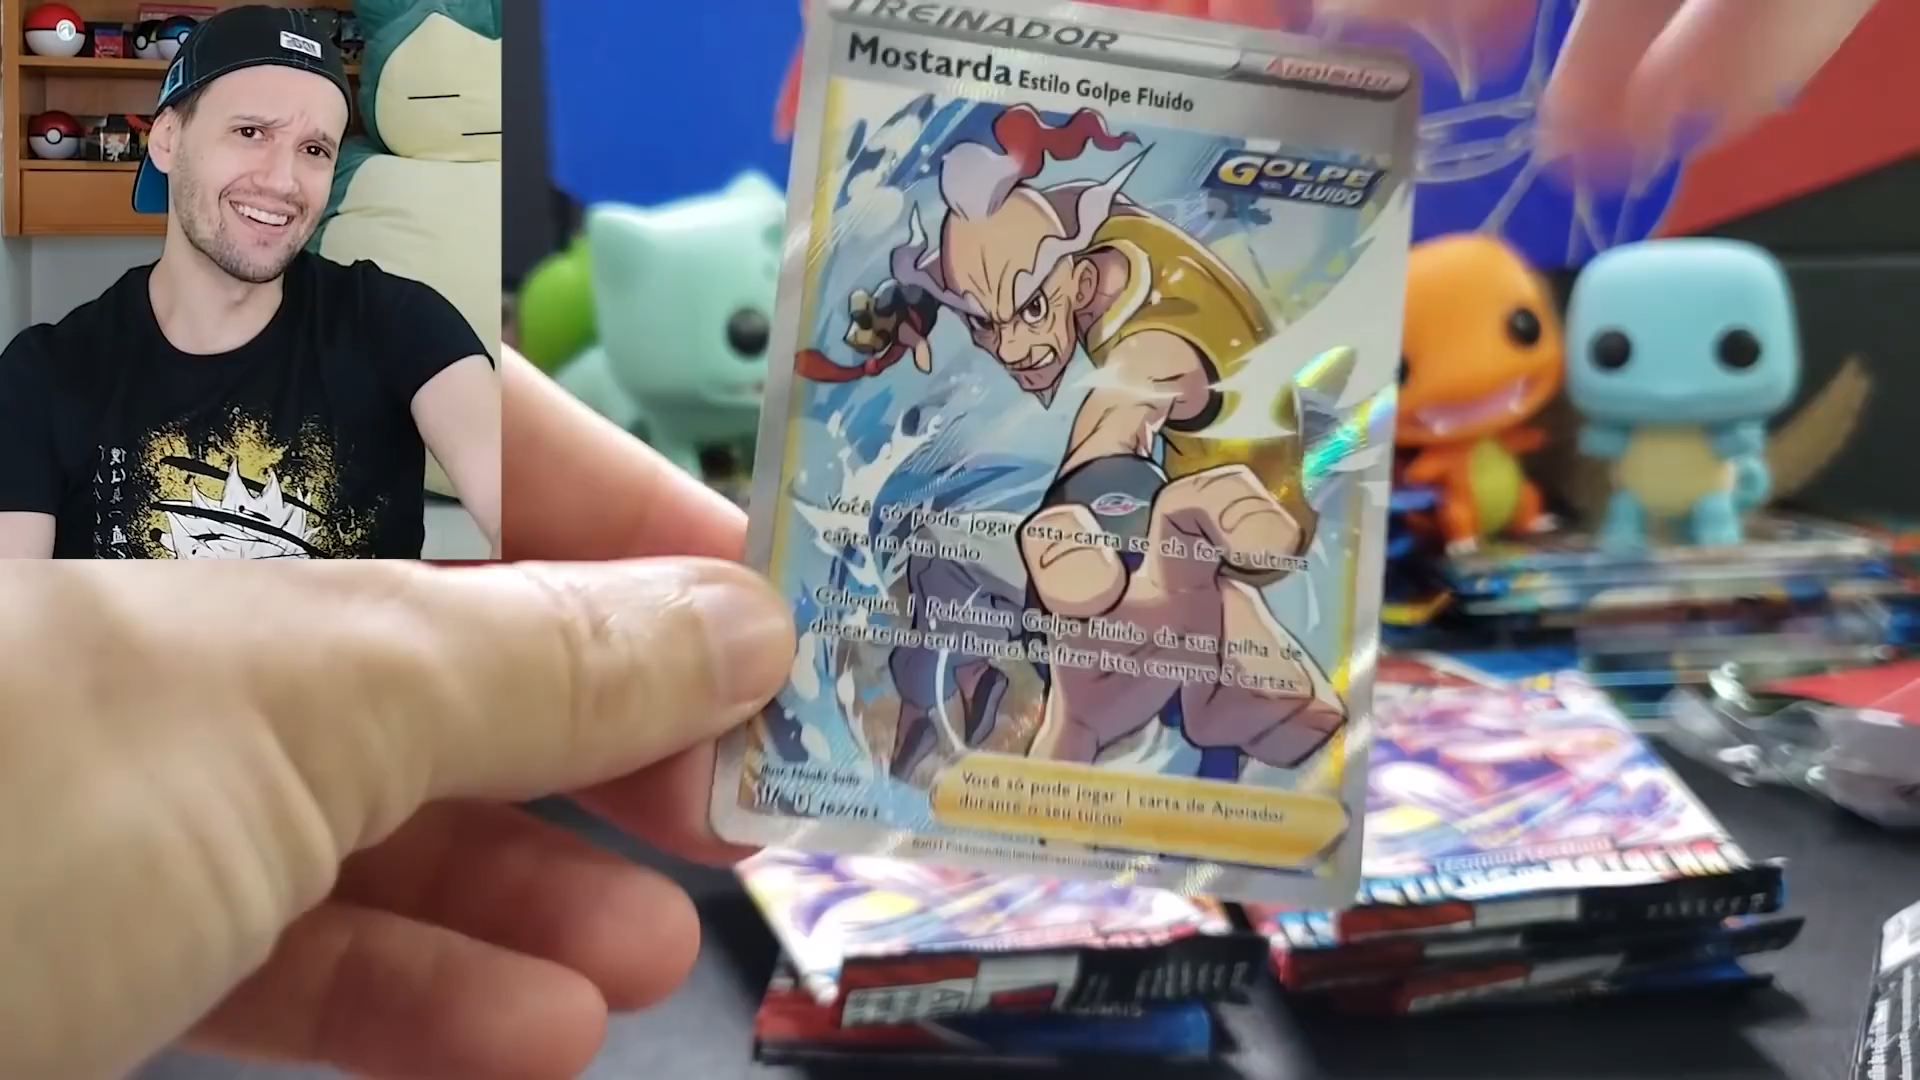 TREINADOR
Apoiador
Mostarda Estilo Golpe Fluido
GOLPE
FLUIDO
Você só pode jogar esta carta se ela for a última
carta na sua mão.
Coloque 1 Pokémon Golpe Fluido da sua pilha de
descarte no seu Banco. Se fizer isto, compre 5 cartas.
Você só pode jogar 1 carta de Apoiador
durante o seu turno.
162/163